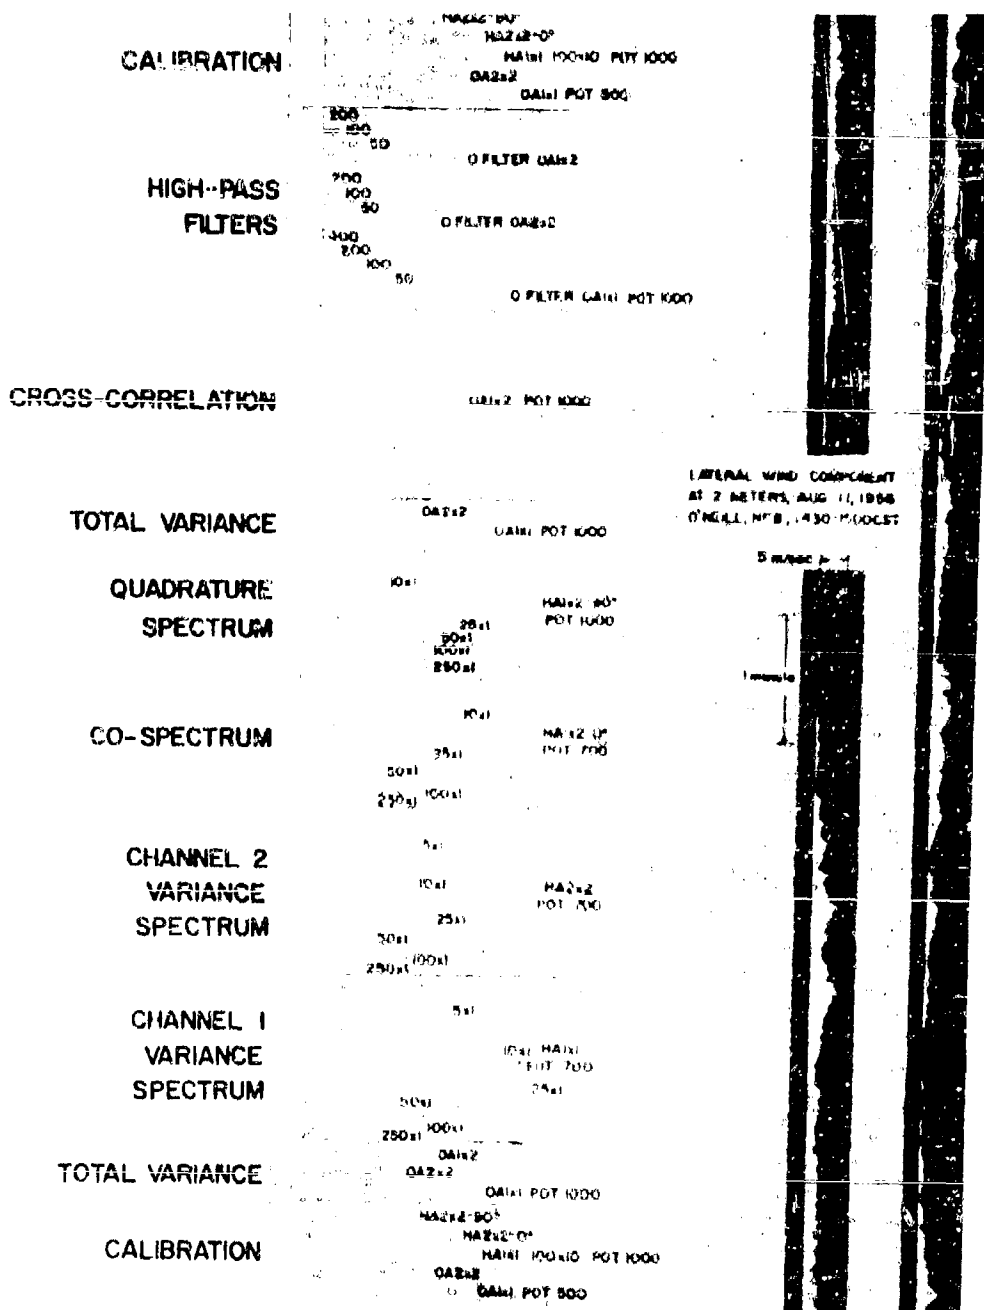 HA2x2-90°
HA2x2-0°
CALIBRATION
HA1x1 100x10 POT 1000
OA2x2
OA1x1 POT 500
200
100
50
O FILTER OA1x2
HIGH-PASS
FILTERS
200
100
50
O FILTER OA2x2
400
200
100
50
O FILTER OA1x1 POT 1000
CROSS-CORRELATION
OA1x2 POT 1000
LATERAL WIND COMPONENT
AT 2 METERS, AUG 11, 1956
O'NEILL, NEB.,
TOTAL VARIANCE
OA2x2
OA1x1 POT 1000
5 m/sec
QUADRATURE
SPECTRUM
10x1
HA1x2-90°
POT 1000
25x1
50x1
100x1
250x1
1 minute
CO-SPECTRUM
10x1
HA1x2 0°
POT 700
25x1
50x1
250x1 100x1
CHANNEL 2
VARIANCE
SPECTRUM
5x1
10x1
HA2x2
POT 700
25x1
50x1
250x1 100x1
CHANNEL 1
VARIANCE
SPECTRUM
5x1
10x1 HA1x1
POT 700
25x1
50x1
250x1 100x1
TOTAL VARIANCE
OA1x2
OA2x2
OA1x1 POT 1000
CALIBRATION
HA2x2-90°
HA2x2-0°
HA1x1 100x10 POT 1000
OA2x2
OA1x1 POT 500